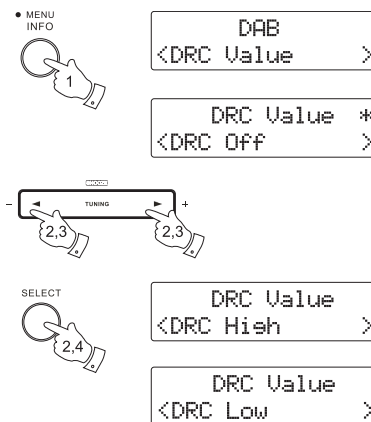 • MENU
INFO
1
DAB
<DRC Value >
DRC Value *
<DRC Off >
- ◄ TUNING ► +
2,3 2,3
SELECT
2,4
DRC Value
<DRC High >
DRC Value
<DRC Low >